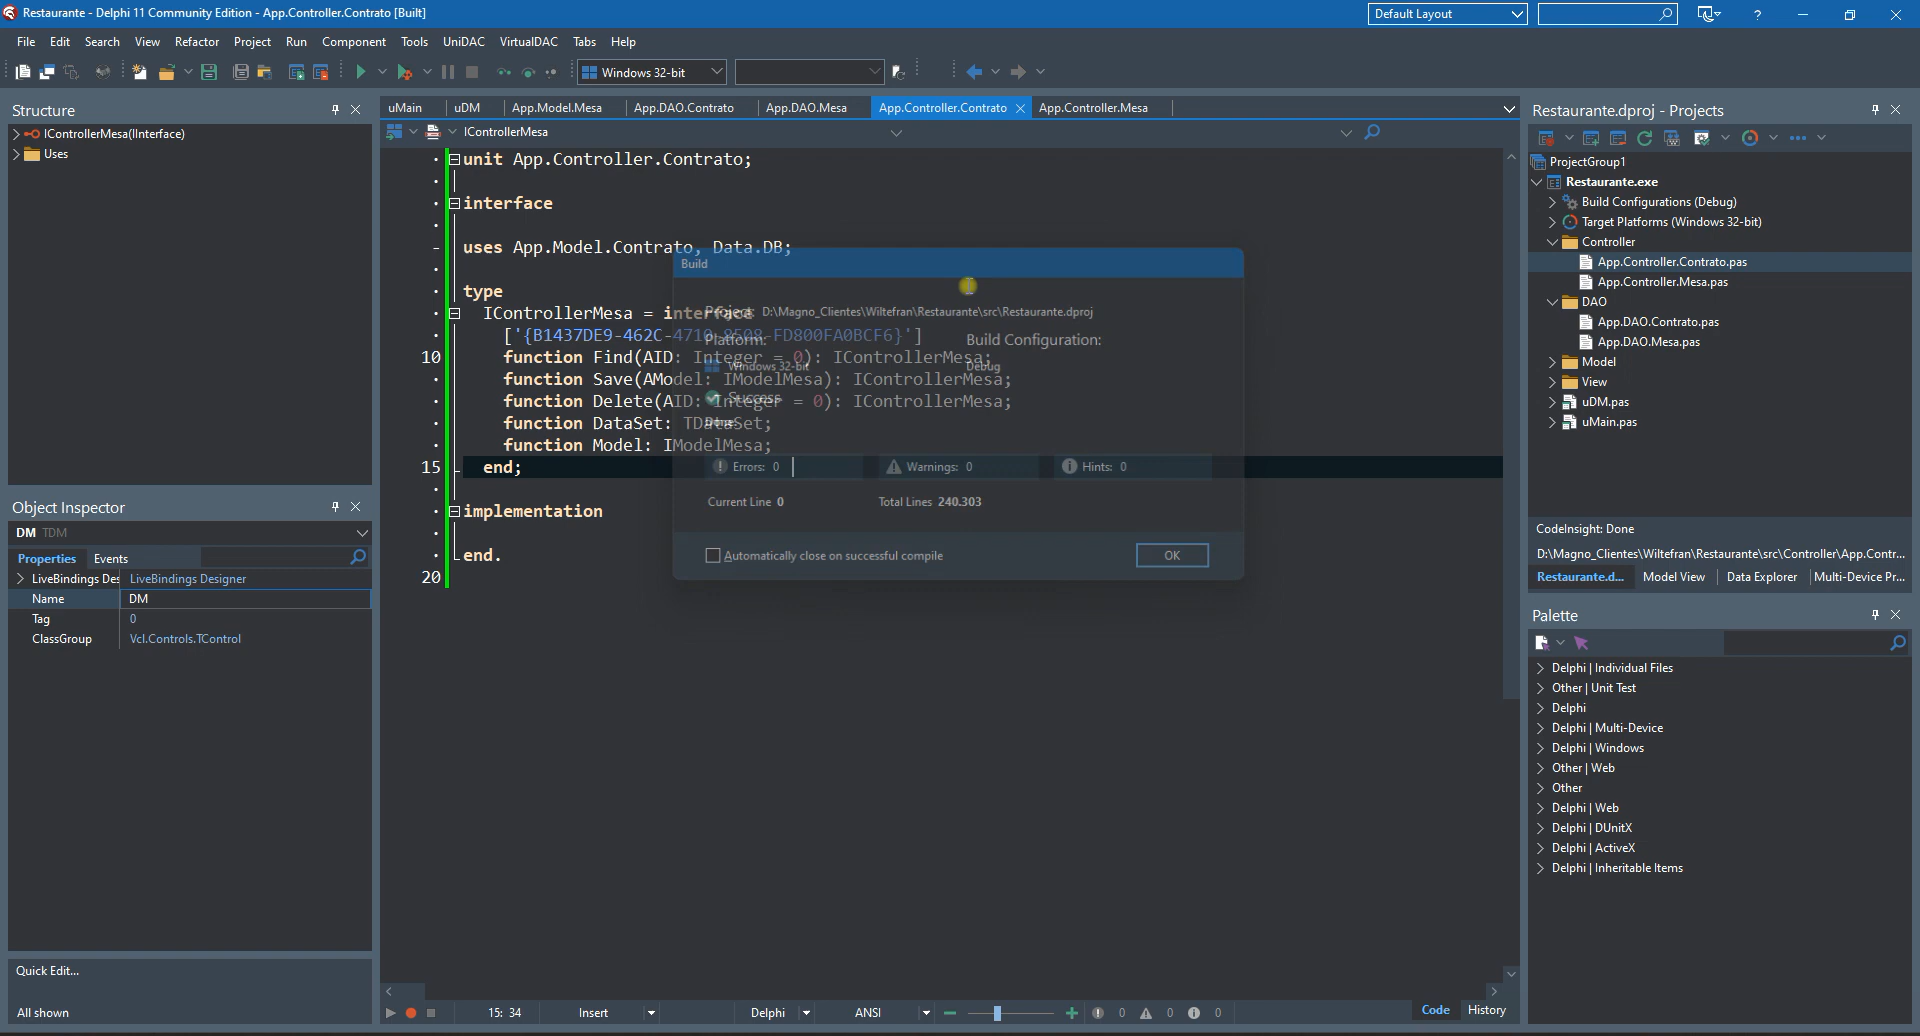 Restaurante - Delphi 11 Community Edition - App.Controller.Contrato [Built]
Default Layout
File Edit Search View Refactor Project Run Component Tools UniDAC VirtualDAC Tabs Help
Windows 32-bit
Structure
IControllerMesa(IInterface)
Uses
Object Inspector
DM TDM
Properties Events
LiveBindings Des LiveBindings Designer
Name DM
Tag 0
ClassGroup Vcl.Controls.TControl
Quick Edit...
All shown
uMain uDM App.Model.Mesa App.DAO.Contrato App.DAO.Mesa App.Controller.Contrato App.Controller.Mesa
IControllerMesa
unit App.Controller.Contrato;
interface
uses App.Model.Contrato, Data.DB;
type
IControllerMesa = interface
['{B1437DE9-462C-4710-8508-FD800FA0BCF6}']
10 function Find(AID: Integer = 0): IControllerMesa;
function Save(AModel: IModelMesa): IControllerMesa;
function Delete(AID: Integer = 0): IControllerMesa;
function DataSet: TDataSet;
function Model: IModelMesa;
15 end;
implementation
end.
20
Build
Project: D:\Magno_Clientes\Wiltefran\Restaurante\src\Restaurante.dproj
Platform: Build Configuration:
Windows 32-bit Debug
Success
Done
Errors: 0 Warnings: 0 Hints: 0
Current Line 0 Total Lines 240.303
Automatically close on successful compile OK
15: 34 Insert Delphi ANSI 0 0 0 Code History
Restaurante.dproj - Projects
ProjectGroup1
Restaurante.exe
Build Configurations (Debug)
Target Platforms (Windows 32-bit)
Controller
App.Controller.Contrato.pas
App.Controller.Mesa.pas
DAO
App.DAO.Contrato.pas
App.DAO.Mesa.pas
Model
View
uDM.pas
uMain.pas
CodeInsight: Done
D:\Magno_Clientes\Wiltefran\Restaurante\src\Controller\App.Contr...
Restaurante.d... Model View Data Explorer Multi-Device Pr...
Palette
Delphi | Individual Files
Other | Unit Test
Delphi
Delphi | Multi-Device
Delphi | Windows
Other | Web
Other
Delphi | Web
Delphi | DUnitX
Delphi | ActiveX
Delphi | Inheritable Items